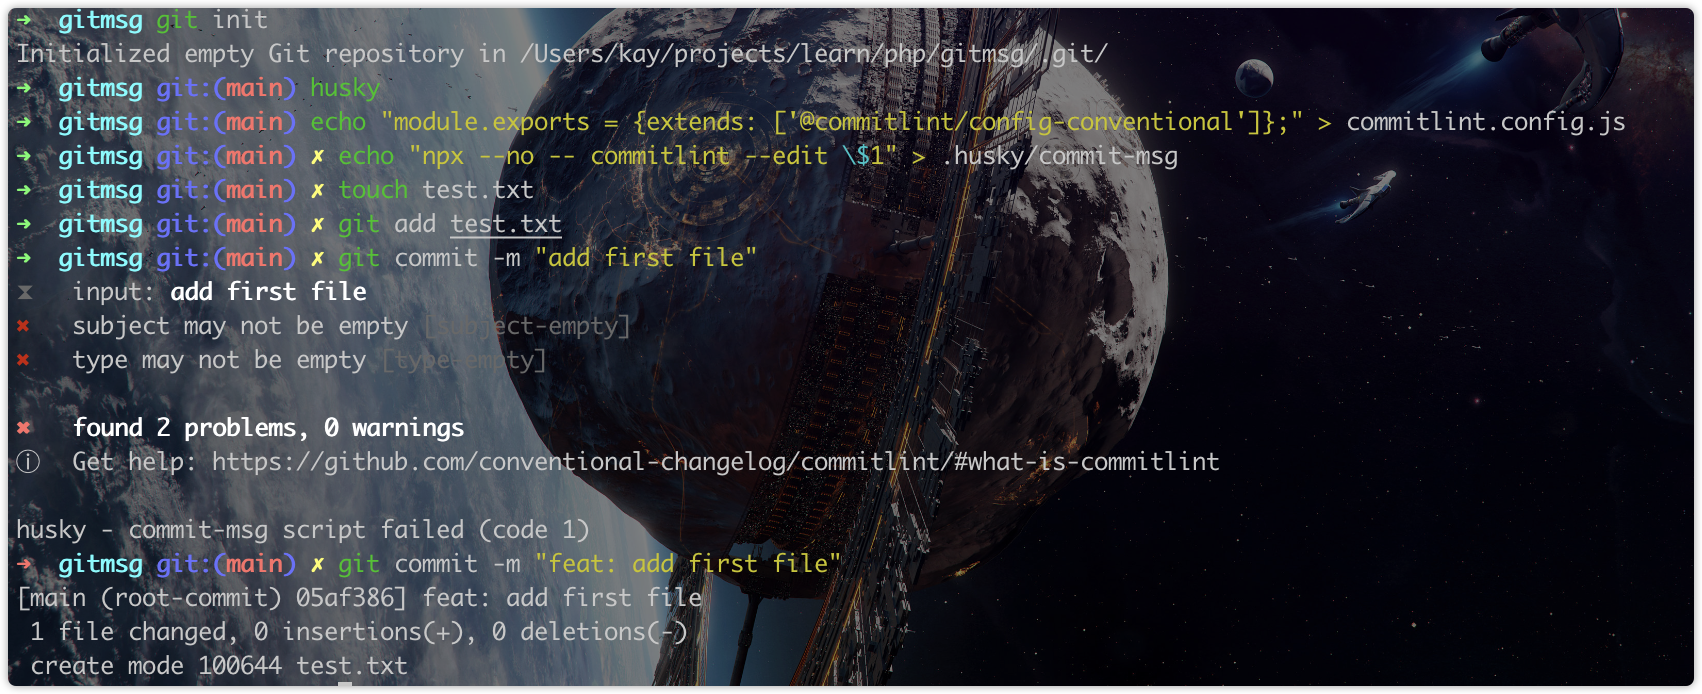 ➜ gitmsg git init
Initialized empty Git repository in /Users/kay/projects/learn/php/gitmsg/.git/
➜ gitmsg git:(main) husky
➜ gitmsg git:(main) echo "module.exports = {extends: ['@commitlint/config-conventional']};" > commitlint.config.js
➜ gitmsg git:(main) ✗ echo "npx --no -- commitlint --edit \$1" > .husky/commit-msg
➜ gitmsg git:(main) ✗ touch test.txt
➜ gitmsg git:(main) ✗ git add test.txt
➜ gitmsg git:(main) ✗ git commit -m "add first file"
⧗ input: add first file
✖ subject may not be empty [subject-empty]
✖ type may not be empty [type-empty]
✖ found 2 problems, 0 warnings
ⓘ Get help: https://github.com/conventional-changelog/commitlint/#what-is-commitlint
husky - commit-msg script failed (code 1)
➜ gitmsg git:(main) ✗ git commit -m "feat: add first file"
[main (root-commit) 05af386] feat: add first file
1 file changed, 0 insertions(+), 0 deletions(-)
create mode 100644 test.txt